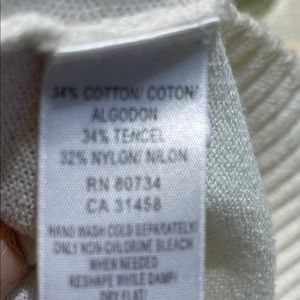 34% COTTON/ COTON/
ALGODON
34% TENCEL
32% NYLON/ NILON
RN 80734
CA 31458
HAND WASH COLD SEPARATELY/
ONLY NON-CHLORINE BLEACH
WHEN NEEDED
RESHAPE WHILE DAMP/
DRY FLAT/